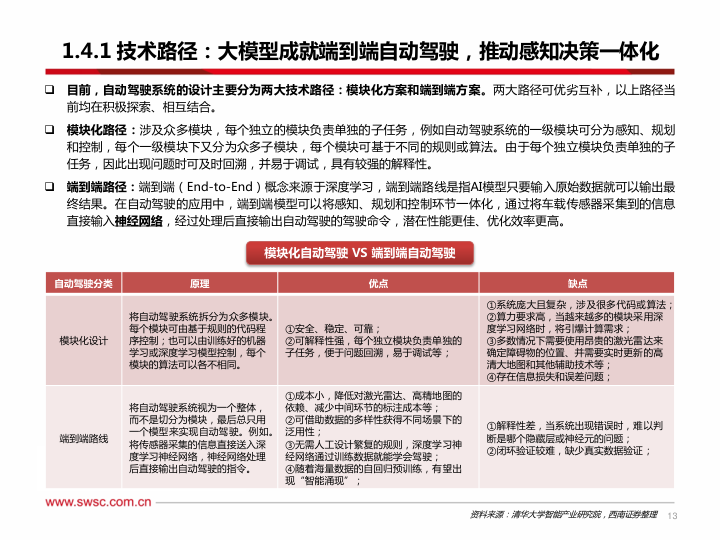 1.4.1 技术路径：大模型成就端到端自动驾驶，推动感知决策一体化
❑ 目前，自动驾驶系统的设计主要分为两大技术路径：模块化方案和端到端方案。两大路径可优劣互补，以上路径当
前均在积极探索、相互结合。
❑ 模块化路径：涉及众多模块，每个独立的模块负责单独的子任务，例如自动驾驶系统的一级模块可分为感知、规划
和控制，每个一级模块下又分为众多子模块，每个模块可基于不同的规则或算法。由于每个独立模块负责单独的子
任务，因此出现问题时可及时回溯，并易于调试，具有较强的解释性。
❑ 端到端路径：端到端（End-to-End）概念来源于深度学习，端到端路线是指AI模型只要输入原始数据就可以输出最
终结果。在自动驾驶的应用中，端到端模型可以将感知、规划和控制环节一体化，通过将车载传感器采集到的信息
直接输入神经网络，经过处理后直接输出自动驾驶的驾驶命令，潜在性能更佳、优化效率更高。
模块化自动驾驶 VS 端到端自动驾驶
自动驾驶分类 原理 优点 缺点
模块化设计
将自动驾驶系统拆分为众多模块。
每个模块可由基于规则的代码程
序控制；也可以由训练好的机器
学习或深度学习模型控制，每个
模块的算法可以各不相同。
①安全、稳定、可靠；
②可解释性强，每个独立模块负责单独的
子任务，便于问题回溯，易于调试等；
①系统庞大且复杂，涉及很多代码或算法；
②算力要求高，当越来越多的模块采用深
度学习网络时，将引爆计算需求；
③多数情况下需要使用昂贵的激光雷达来
确定障碍物的位置、并需要实时更新的高
清大地图和其他辅助技术等；
④存在信息损失和误差问题；
端到端路线
将自动驾驶系统视为一个整体，
而不是切分为模块，最后总只用
一个模型来实现自动驾驶。例如。
将传感器采集的信息直接送入深
度学习神经网络，神经网络处理
后直接输出自动驾驶的指令。
①成本小，降低对激光雷达、高精地图的
依赖、减少中间环节的标注成本等；
②可借助数据的多样性获得不同场景下的
泛用性；
③无需人工设计繁复的规则，深度学习神
经网络通过训练数据就能学会驾驶；
④随着海量数据的自回归预训练，有望出
现“智能涌现”；
①解释性差，当系统出现错误时，难以判
断是哪个隐藏层或神经元的问题；
②闭环验证较难，缺少真实数据验证；
www.swsc.com.cn
资料来源：清华大学智能产业研究院，西南证券整理 13